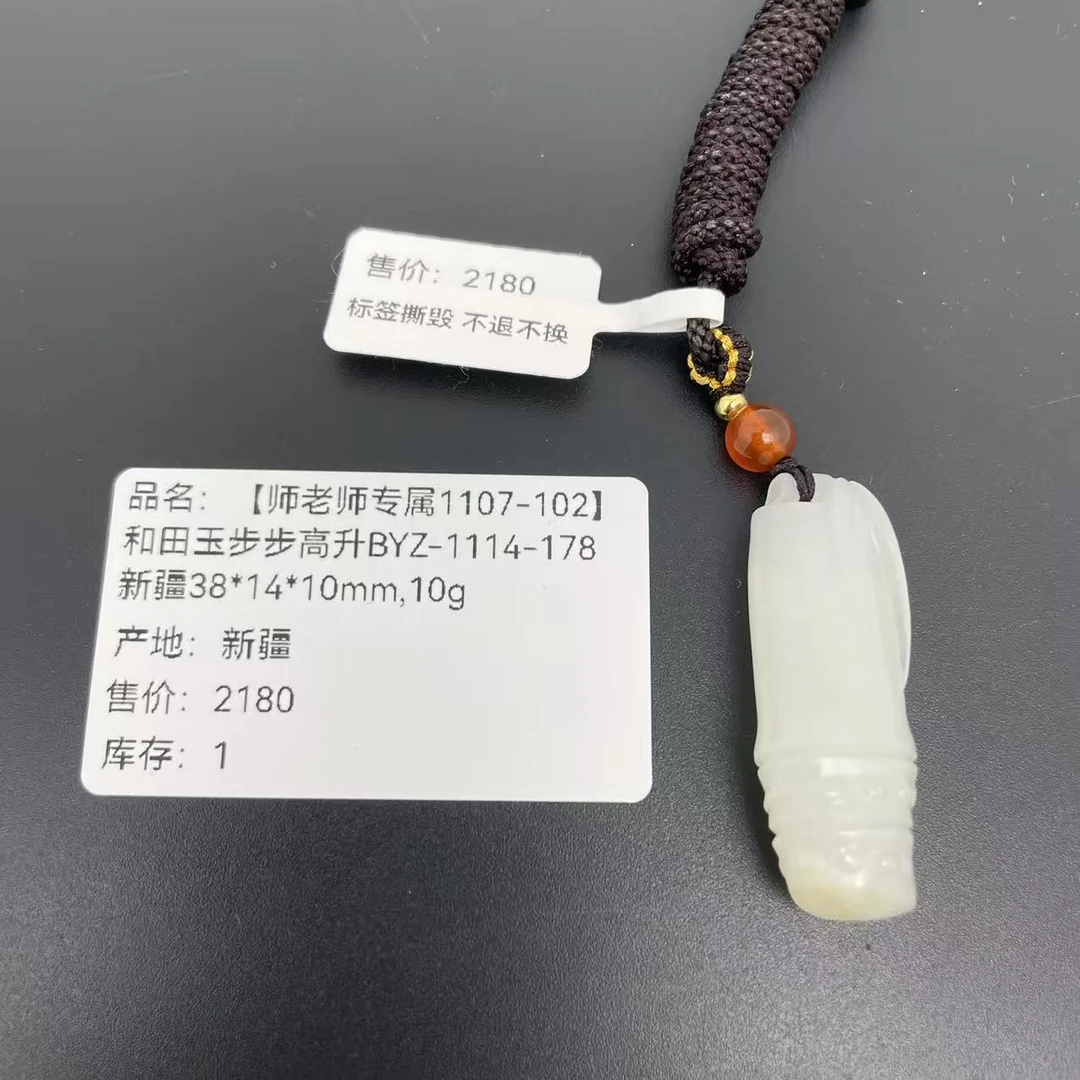 售价：2180
标签撕毁 不退不换
品名：【师老师专属1107-102】
和田玉步步高升BYZ-1114-178
新疆38*14*10mm,10g
产地：新疆
售价：2180
库存：1